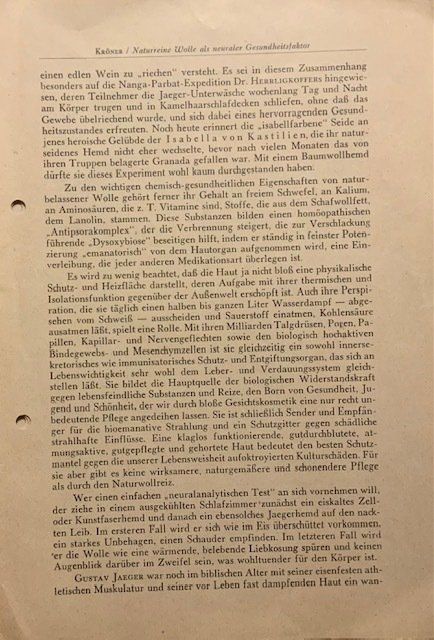 KRÖNER / Naturreine Wolle als neuraler Gesundheitsfaktor
einen edlen Wein zu „riechen“ versteht. Es sei in diesem Zusammenhang
besonders auf die Nanga-Parbat-Expedition Dr. HERRLIGKOFFERS hingewie-
sen, deren Teilnehmer die Jaeger-Unterwäsche wochenlang Tag und Nacht
am Körper trugen und in Kamelhaarschlafdecken schliefen, ohne daß das
Gewebe übelriechend wurde, und sich dabei eines hervorragenden Gesund-
heitszustandes erfreuten. Noch heute erinnert die „isabellfarbene“ Seide an
jenes heroische Gelübde der Isabella von Kastilien, die ihr natur-
seidenes Hemd nicht eher wechselte, bevor nach vielen Monaten das von
ihren Truppen belagerte Granada gefallen war. Mit einem Baumwollhemd
dürfte sie dieses Experiment wohl kaum durchgestanden haben.
Zu den wichtigen chemisch-gesundheitlichen Eigenschaften von natur-
belassener Wolle gehört ferner ihr Gehalt an freiem Schwefel, an Kalium,
an Aminosäuren, die z. T. Vitamine sind, Stoffe, die aus dem Schafwollfett,
dem Lanolin, stammen. Diese Substanzen bilden einen homöopathischen
„Antipsorakomplex“, der die Verbrennung steigert, die zur Verschlackung
führende „Dysoxybiose“ beseitigen hilft, indem er ständig in feinster Poten-
zierung „emanatorisch“ von dem Hautorgan aufgenommen wird, eine Ein-
verleibung, die jeder anderen Medikationsart überlegen ist.
Es wird zu wenig beachtet, daß die Haut ja nicht bloß eine physikalische
Schutz- und Heizfläche darstellt, deren Aufgabe mit ihrer thermischen und
Isolationsfunktion gegenüber der Außenwelt erschöpft ist. Auch ihre Perspi-
ration, die sie täglich einen halben bis ganzen Liter Wasserdampf — abge-
sehen vom Schweiß — ausscheiden und Sauerstoff einatmen, Kohlensäure
ausatmen läßt, spielt eine Rolle. Mit ihren Milliarden Talgdrüsen, Pogen, Pa-
pillen, Kapillar- und Nervengeflechten sowie den biologisch hochaktiven
Bindegewebs- und Mesenchymzellen ist sie gleichzeitig ein sowohl innerse-
kretorisches wie immunisatorisches Schutz- und Entgiftungsorgan, das sich an
Lebenswichtigkeit sehr wohl dem Leber- und Verdauungssystem gleich-
stellen läßt. Sie bildet die Hauptquelle der biologischen Widerstandskraft
gegen lebensfeindliche Substanzen und Reize, den Born von Gesundheit, Ju-
gend und Schönheit, der wir durch bloße Gesichtskosmetik eine nur recht un-
bedeutende Pflege angedeihen lassen. Sie ist schließlich Sender und Empfän-
ger für die bioemanative Strahlung und ein Schutzgitter gegen schädliche
strahlhafte Einflüsse. Eine klaglos funktionierende, gutdurchblutete, at-
mungsaktive, gutgepflegte und gehortete Haut bedeutet den besten Schutz-
mantel gegen die unserer Lebensweisheit aufoktroyierten Kulturschäden. Für
sie aber gibt es keine wirksamere, naturgemäßere und schonendere Pflege
als durch den Naturwollreiz.
Wer einen einfachen „neuralanalytischen Test“ an sich vornehmen will,
der ziehe in einem ausgekühlten Schlafzimmer zunächst ein eiskaltes Zell-
oder Kunstfaserhemd und danach ein ebensolches Jaegerhemd auf den nack-
ten Leib. Im ersteren Fall wird er sich wie im Eis überschüttet vorkommen,
ein starkes Unbehagen, einen Schauder empfinden. Im letzteren Fall wird
er die Wolle wie eine wärmende, belebende Liebkosung spüren und keinen
Augenblick darüber im Zweifel sein, was wohltuender für den Körper ist.
GUSTAV JAEGER war noch im biblischen Alter mit seiner eisenfesten ath-
letischen Muskulatur und seiner vor Leben fast dampfenden Haut ein wan-